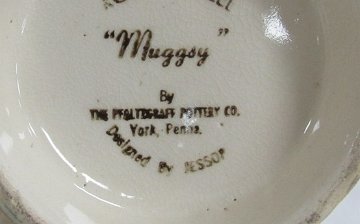 "Muggsy"
By
THE PFALTZGRAFF POTTERY CO.
York, Penna.
Designed By JESSOP